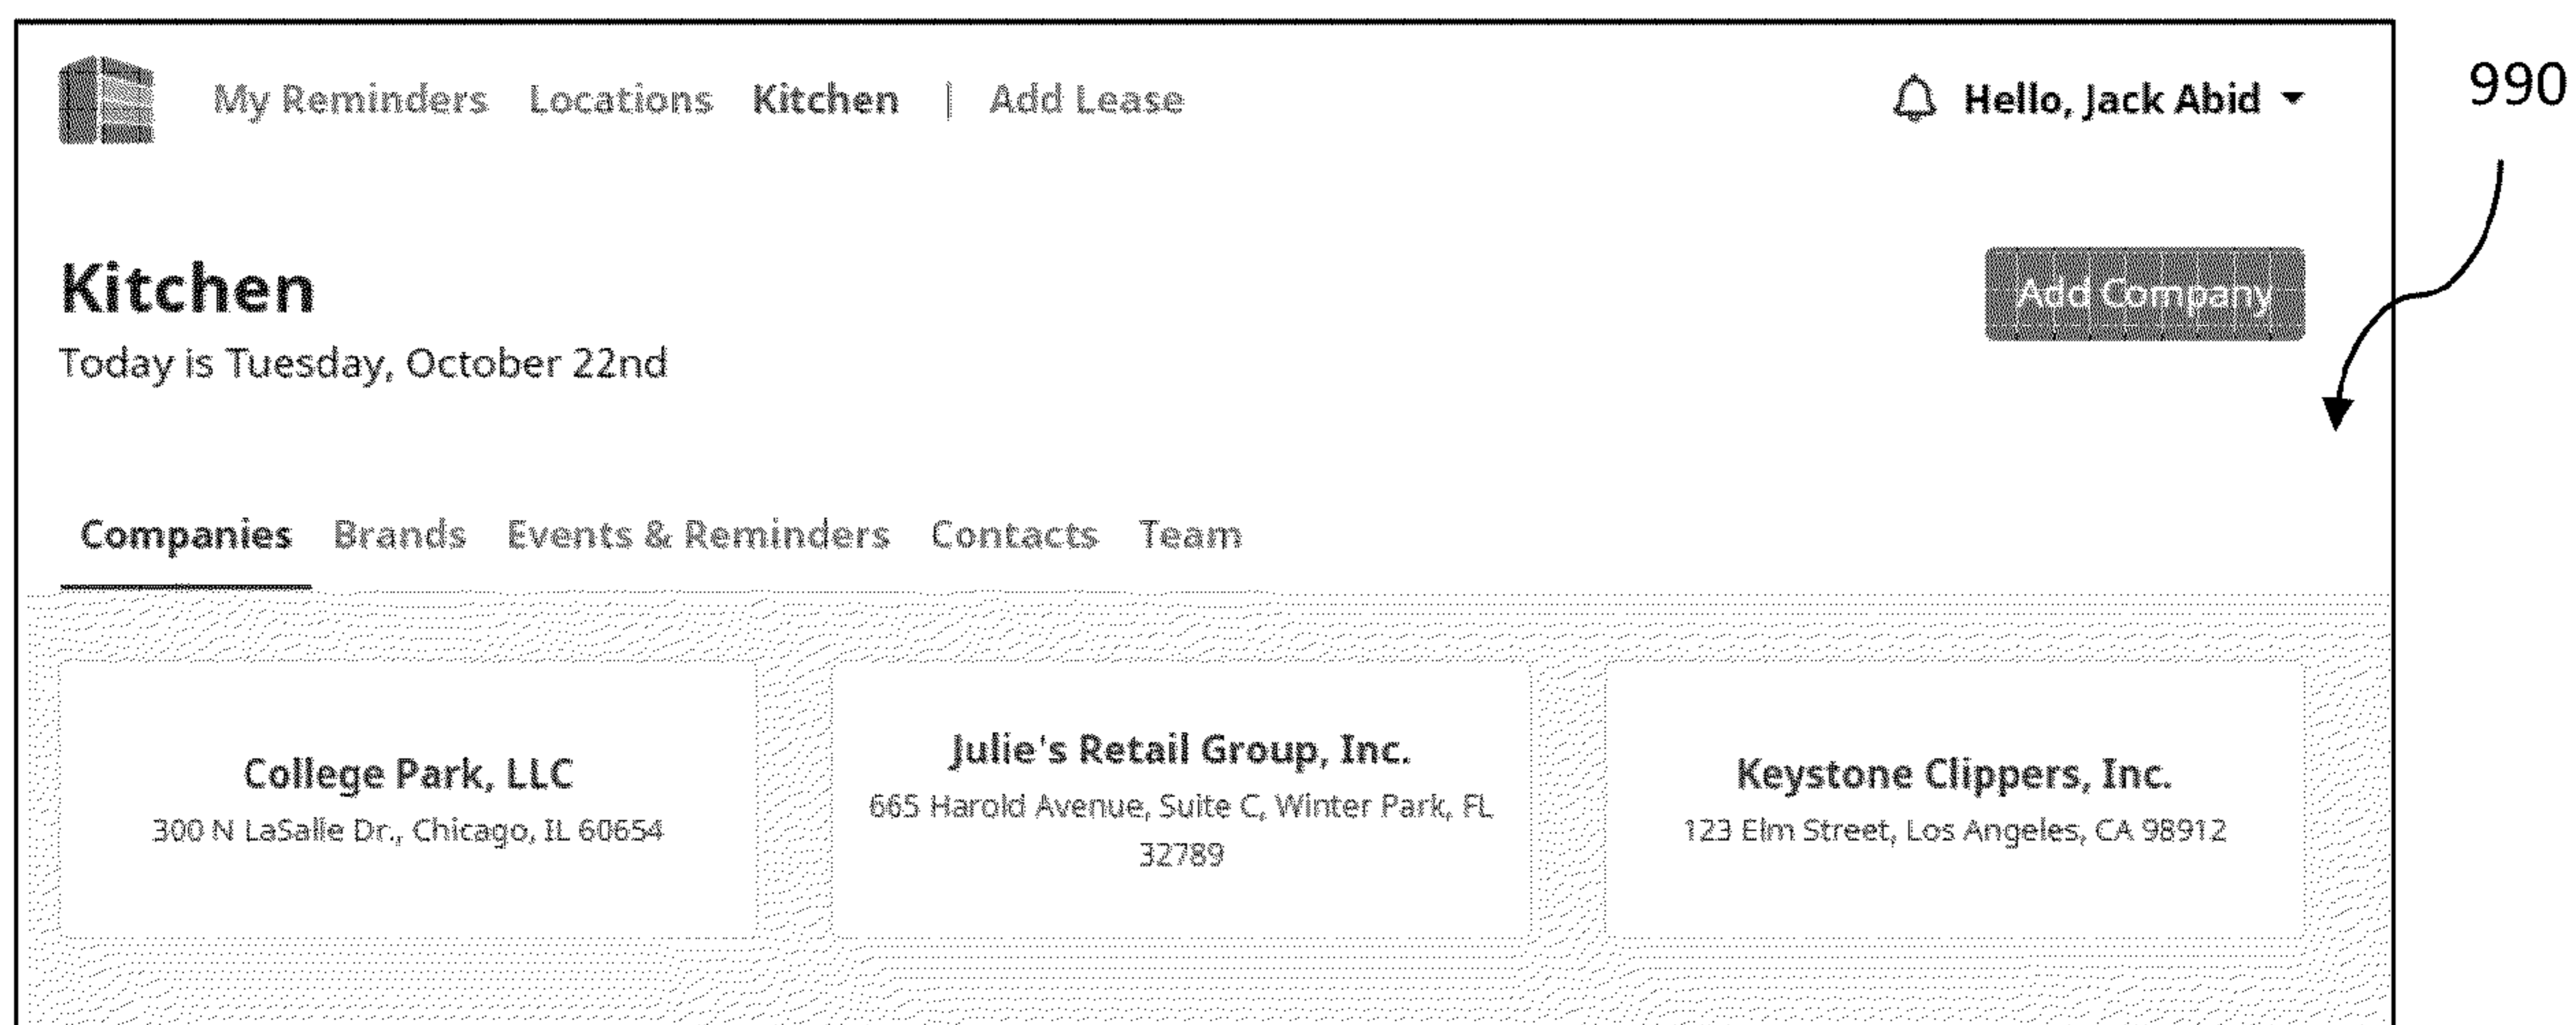 My Reminders Locations Kitchen | Add Lease Hello, Jack Abid
990
Kitchen
Add Company
Today is Tuesday, October 22nd
Companies Brands Events & Reminders Contacts Team
College Park, LLC
300 N LaSalle Dr., Chicago, IL 60654
Julie's Retail Group, Inc.
665 Harold Avenue, Suite C, Winter Park, FL
32789
Keystone Clippers, Inc.
123 Elm Street, Los Angeles, CA 98912